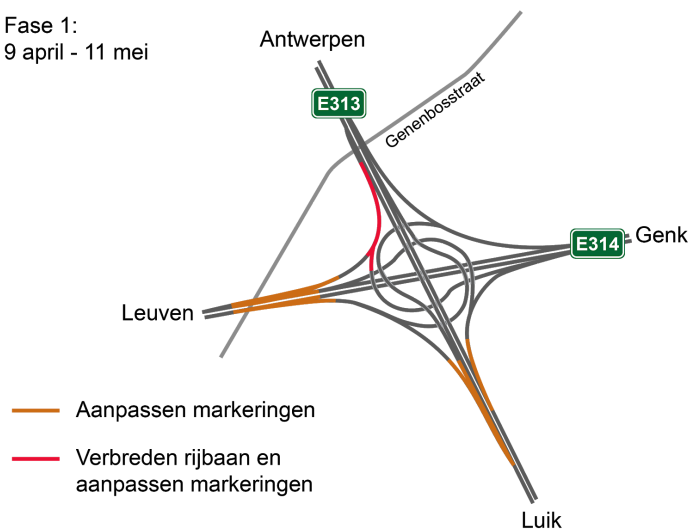 Fase 1:
9 april - 11 mei
Antwerpen
E313
Genenbosstraat
E314
Genk
Leuven
Aanpassen markeringen
Verbreden rijbaan en
aanpassen markeringen
Luik